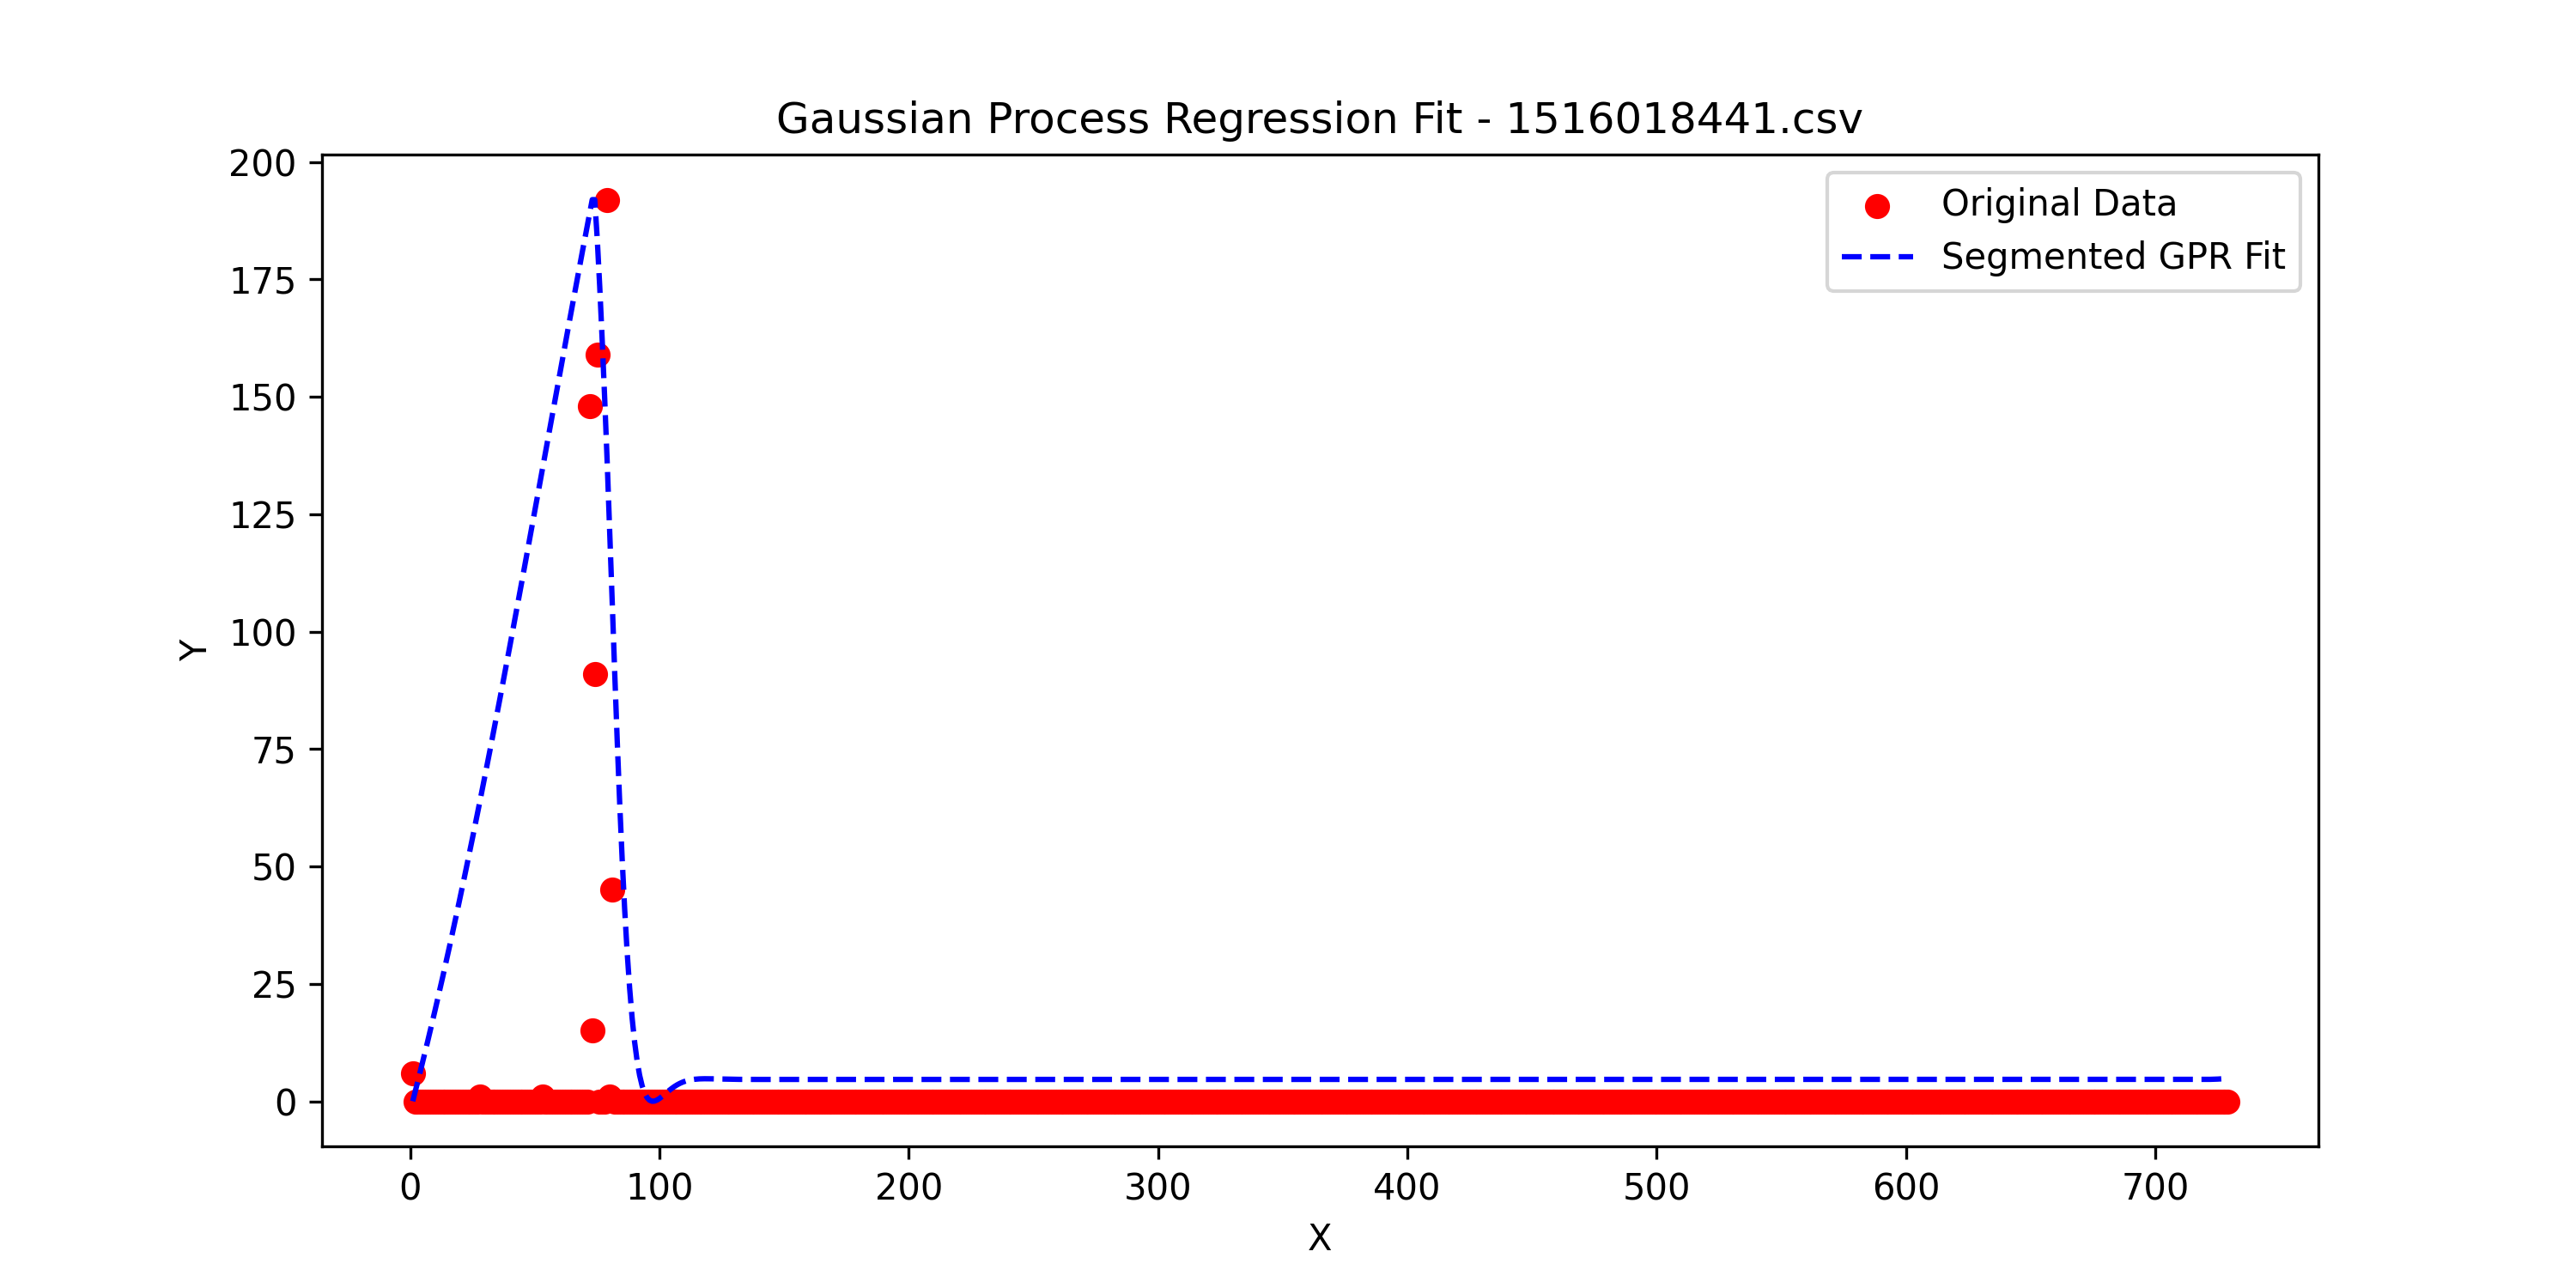 Gaussian Process Regression Fit - 1516018441.csv
Original Data
Segmented GPR Fit
200
175
150
125
100
75
50
25
0
Y
0 100 200 300 400 500 600 700
X